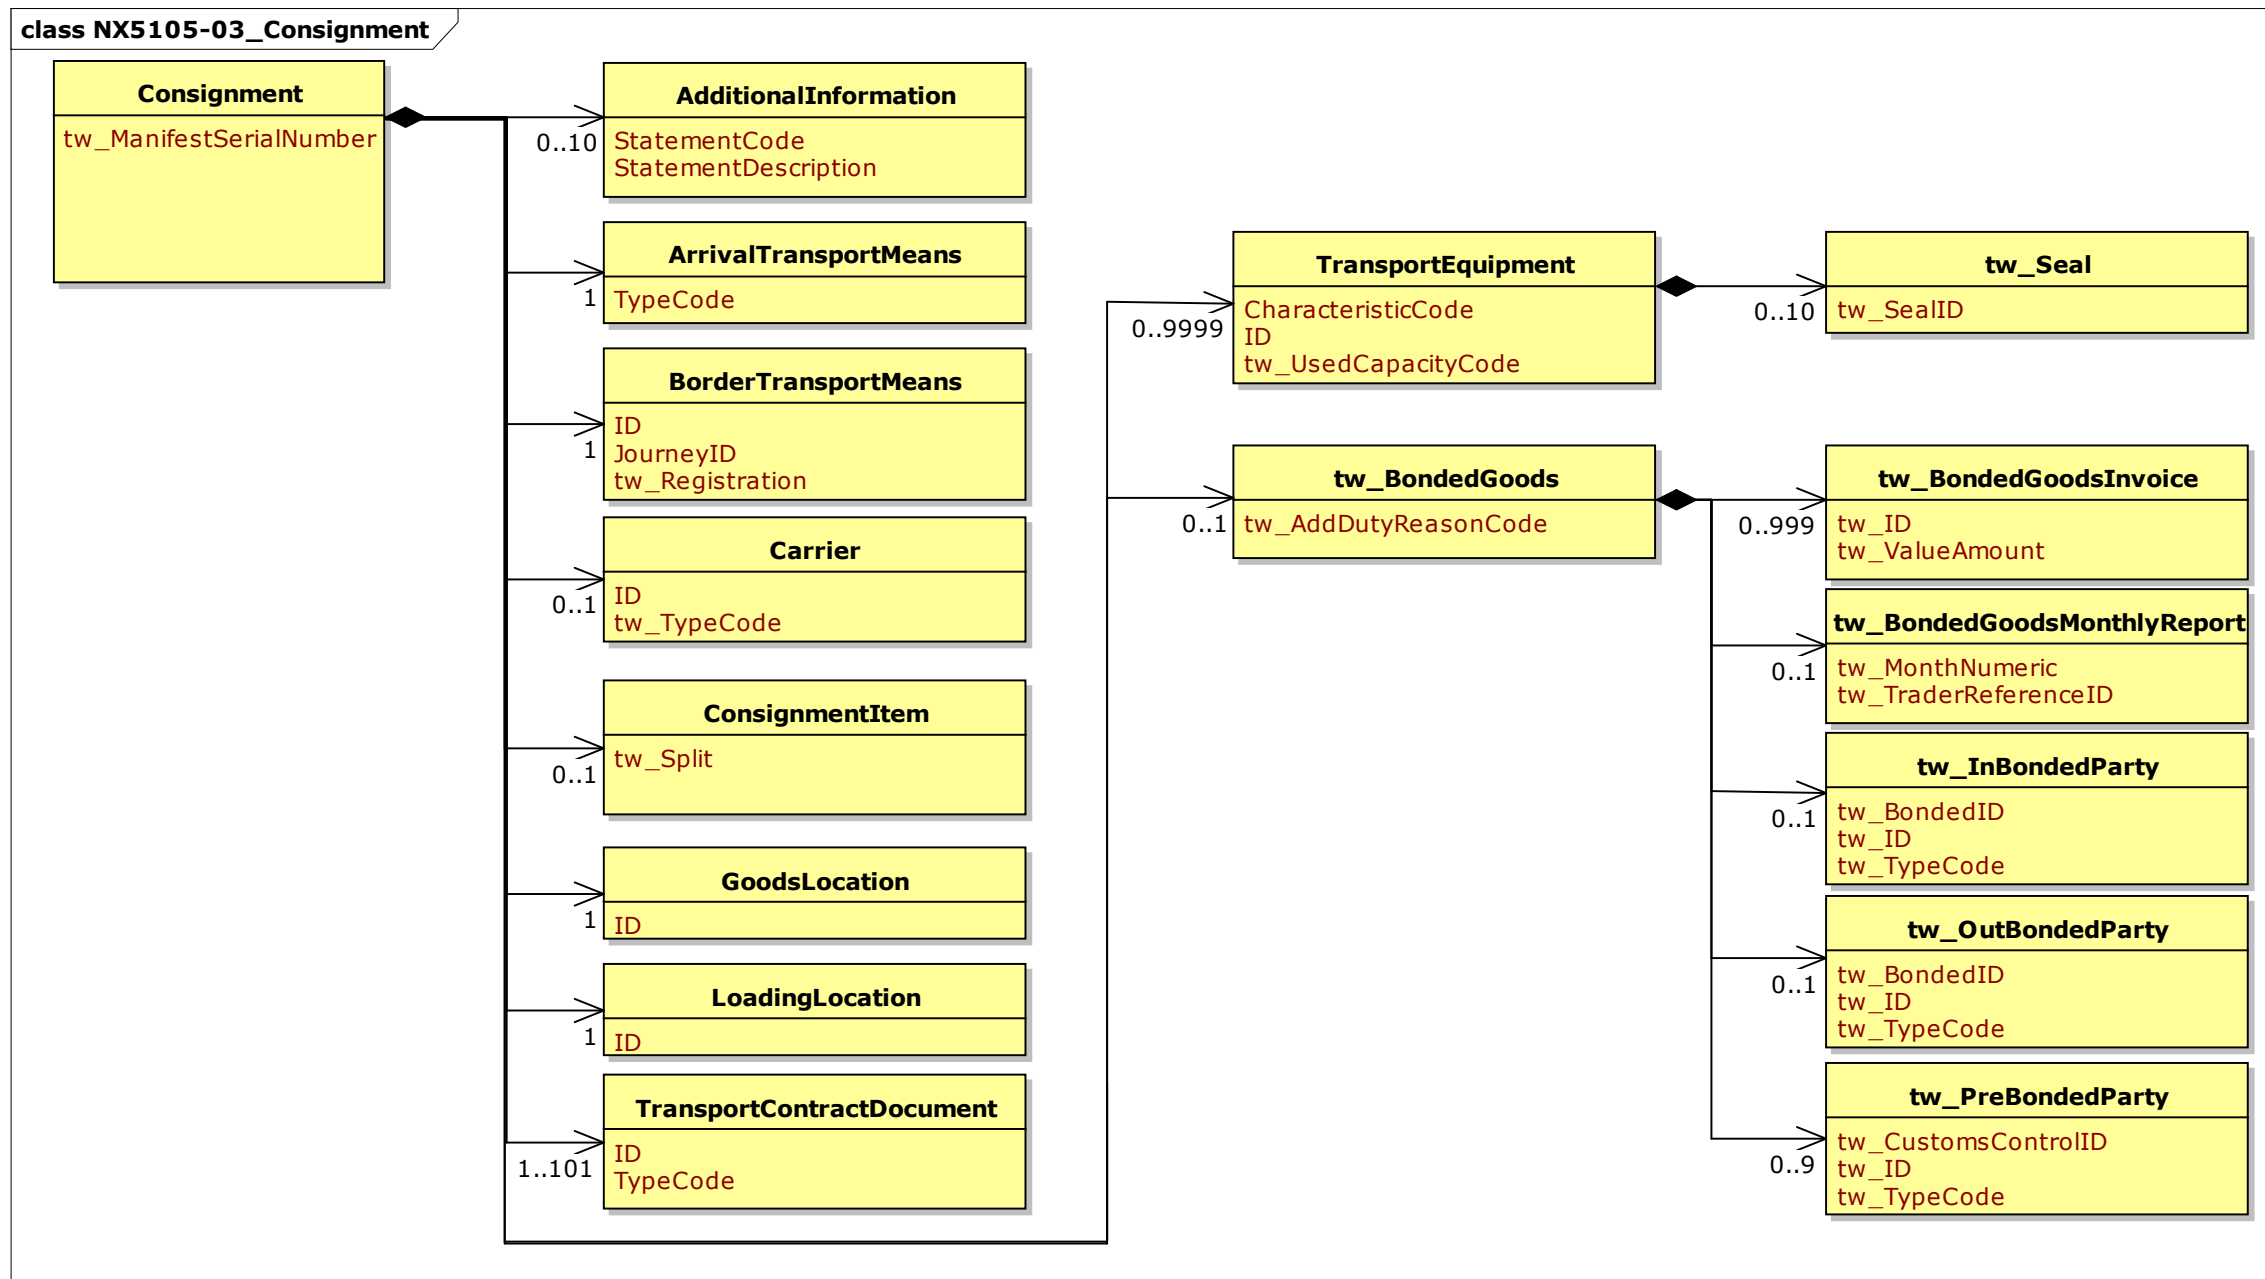 class NX5105-03_Consignment
Consignment
tw_ManifestSerialNumber
AdditionalInformation
0..10
StatementCode
StatementDescription
ArrivalTransportMeans
1
TypeCode
BorderTransportMeans
1
ID
JourneyID
tw_Registration
Carrier
0..1
ID
tw_TypeCode
ConsignmentItem
0..1
tw_Split
GoodsLocation
1
ID
LoadingLocation
1
ID
TransportContractDocument
1..101
ID
TypeCode
TransportEquipment
0..9999
CharacteristicCode
ID
tw_UsedCapacityCode
tw_Seal
0..10
tw_SealID
tw_BondedGoods
0..1
tw_AddDutyReasonCode
tw_BondedGoodsInvoice
0..999
tw_ID
tw_ValueAmount
tw_BondedGoodsMonthlyReport
0..1
tw_MonthNumeric
tw_TraderReferenceID
tw_InBondedParty
0..1
tw_BondedID
tw_ID
tw_TypeCode
tw_OutBondedParty
0..1
tw_BondedID
tw_ID
tw_TypeCode
tw_PreBondedParty
0..9
tw_CustomsControlID
tw_ID
tw_TypeCode